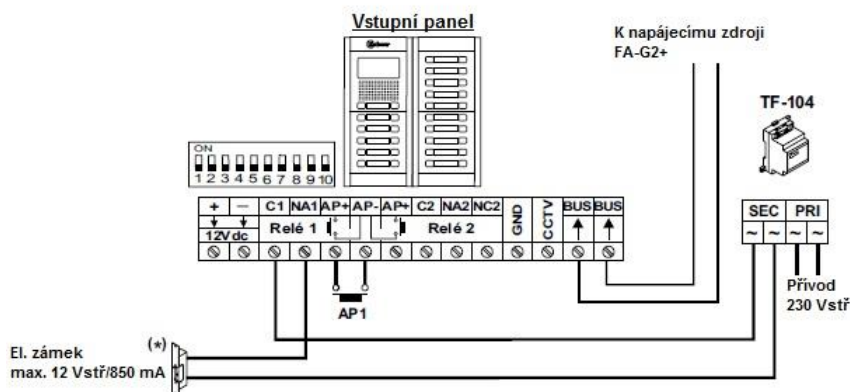 Vstupní panel
K napájecímu zdroji
FA-G2+
TF-104
ON
1 2 3 4 5 6 7 8 9 10
+ — C1 NA1 AP+ AP- AP+ C2 NA2 NC2 GND CCTV BUS BUS
12Vdc Relé 1 Relé 2
SEC PRI
~ ~ ~ ~
Přívod
230 Vstř
AP1
(*)
El. zámek
max. 12 Vstř/850 mA